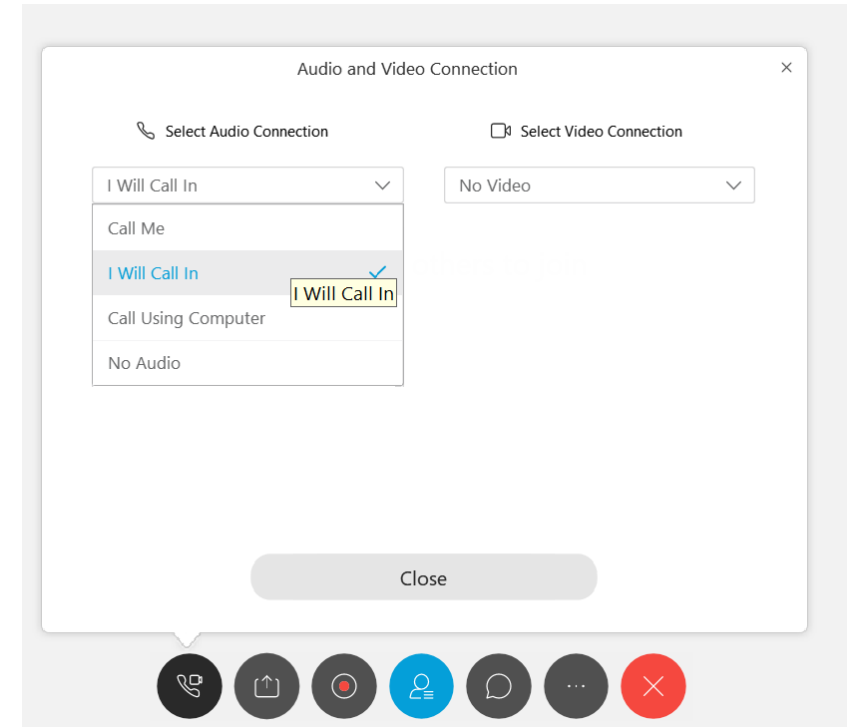 Audio and Video Connection
Select Audio Connection
Select Video Connection
I Will Call In
No Video
Call Me
I Will Call In
I Will Call In
Call Using Computer
No Audio
Close